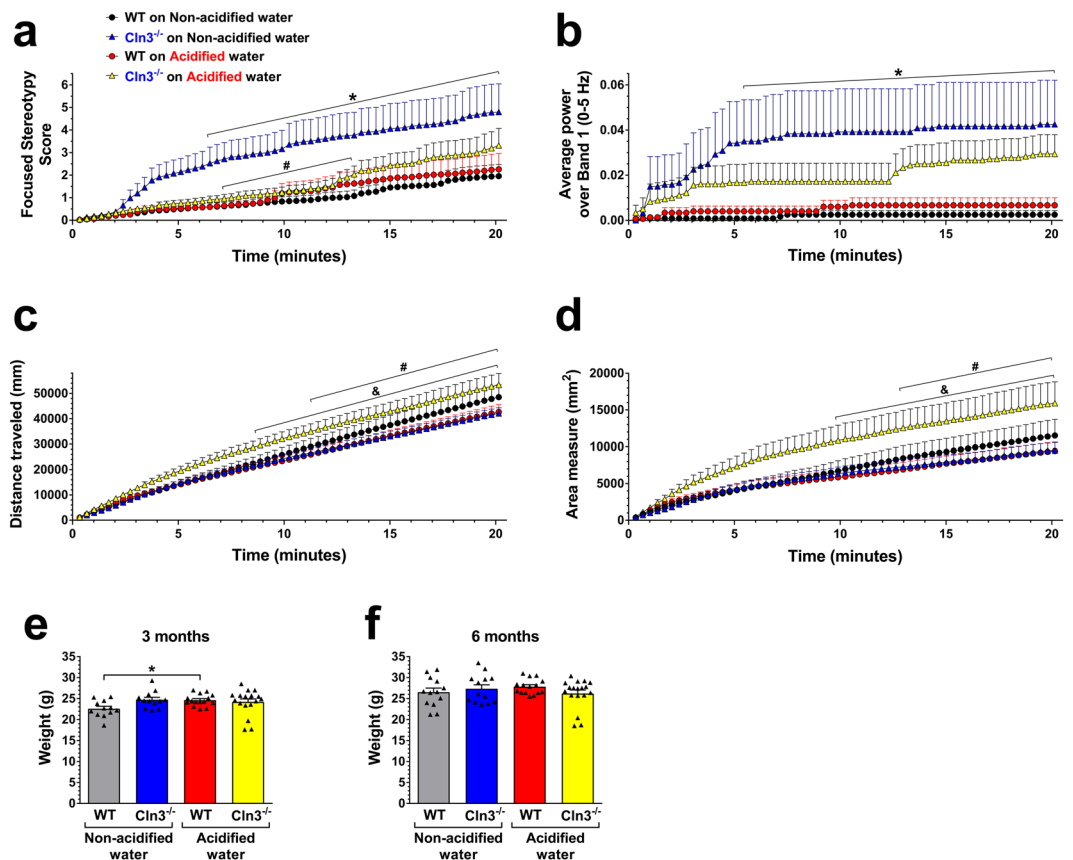 a
WT on Non-acidified water
Cln3-/- on Non-acidified water
WT on Acidified water
Cln3-/- on Acidified water
Focused Stereotypy
Score
6
5
4
3
2
1
0
*
#
0 5 10 15 20
Time (minutes)
b
Average power
over Band 1 (0-5 Hz)
0.06
0.04
0.02
0.00
*
0 5 10 15 20
Time (minutes)
c
Distance traveled (mm)
50000
40000
30000
20000
10000
0
#
&
0 5 10 15 20
Time (minutes)
d
Area measure (mm2)
20000
15000
10000
5000
0
#
&
0 5 10 15 20
Time (minutes)
e
3 months
Weight (g)
35
30
25
20
15
10
5
0
*
WT Cln3-/- WT Cln3-/-
Non-acidified
water
Acidified
water
f
6 months
Weight (g)
35
30
25
20
15
10
5
0
WT Cln3-/- WT Cln3-/-
Non-acidified
water
Acidified
water